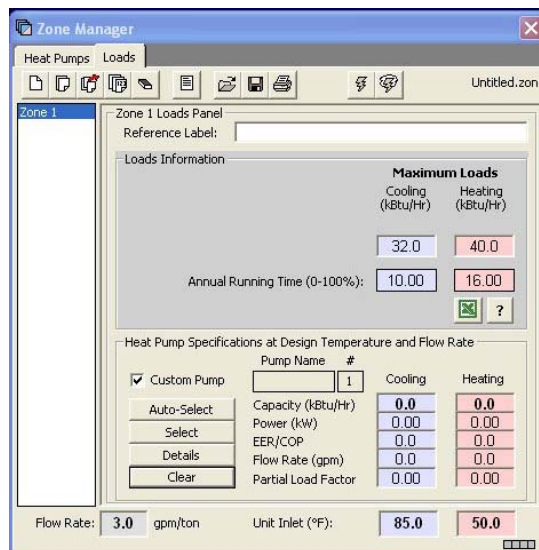 Zone Manager
Heat Pumps Loads
Untitled.zon
Zone 1
Zone 1 Loads Panel
Reference Label:
Loads Information
Maximum Loads
Cooling Heating
(kBtu/Hr) (kBtu/Hr)
32.0 40.0
Annual Running Time (0-100%): 10.00 16.00
?
Heat Pump Specifications at Design Temperature and Flow Rate
Pump Name #
Custom Pump 1 Cooling Heating
Auto-Select
Select
Details
Clear
Capacity (kBtu/Hr) 0.0 0.0
Power (kW) 0.00 0.00
EER/COP 0.0 0.0
Flow Rate (gpm) 0.0 0.0
Partial Load Factor 0.00 0.00
Flow Rate: 3.0 gpm/ton Unit Inlet (°F): 85.0 50.0